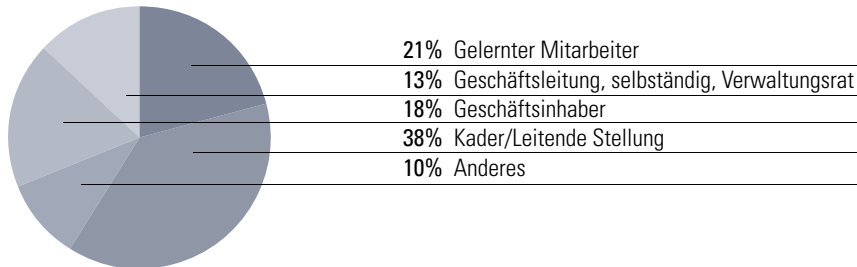 21% Gelernter Mitarbeiter
13% Geschäftsleitung, selbständig, Verwaltungsrat
18% Geschäftsinhaber
38% Kader/Leitende Stellung
10% Anderes